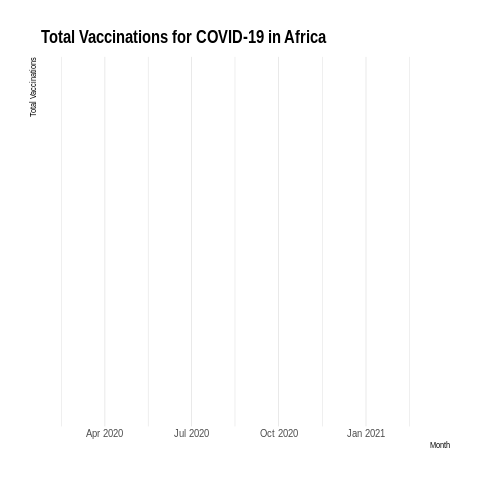 Total Vaccinations for COVID-19 in Africa
Total Vaccinations
Apr 2020 Jul 2020 Oct 2020 Jan 2021
Month